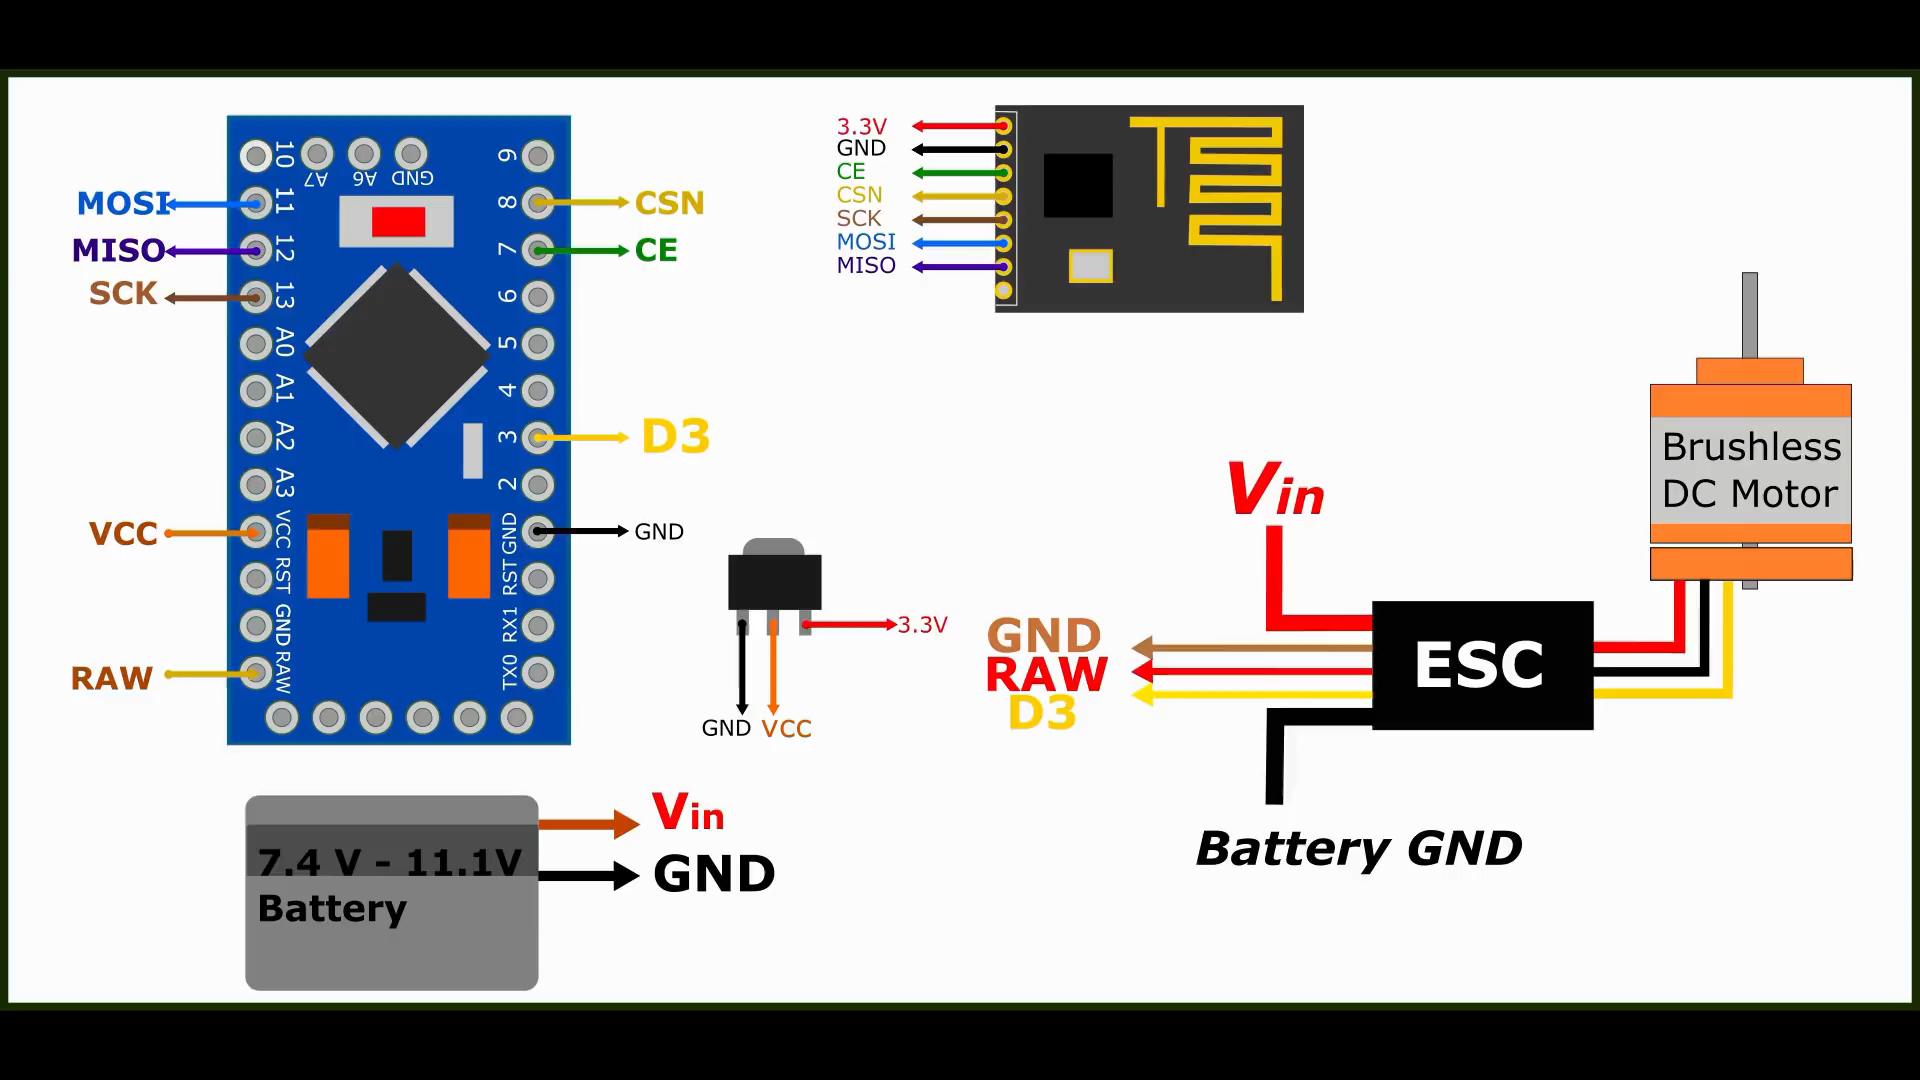 10
A7
A6
GND
9
MOSI
11
8
CSN
MISO
12
7
CE
SCK
13
6
A0
5
A1
4
A2
3
D3
A3
2
VCC
VCC
GND
GND
RST
RST
GND
RX1
RAW
RAW
TX0
3.3V
GND
CE
CSN
SCK
MOSI
MISO
3.3V
GND
VCC
Brushless
DC Motor
Vin
GND
RAW
D3
ESC
Battery GND
7.4 V - 11.1V
Battery
Vin
GND